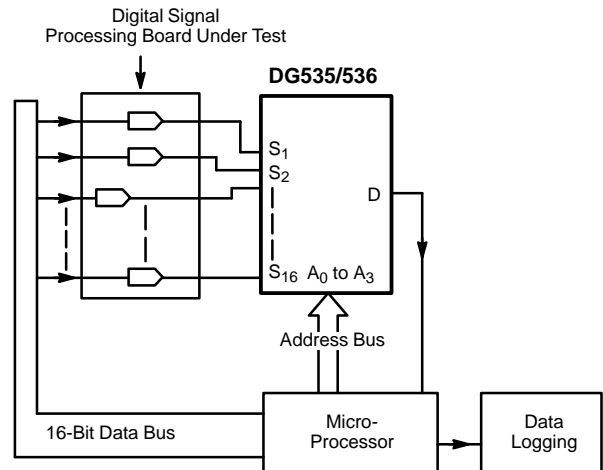 Digital Signal
Processing Board Under Test
DG535/536
S1
S2
D
S16 A0 to A3
Address Bus
16-Bit Data Bus
Micro-
Processor
Data
Logging